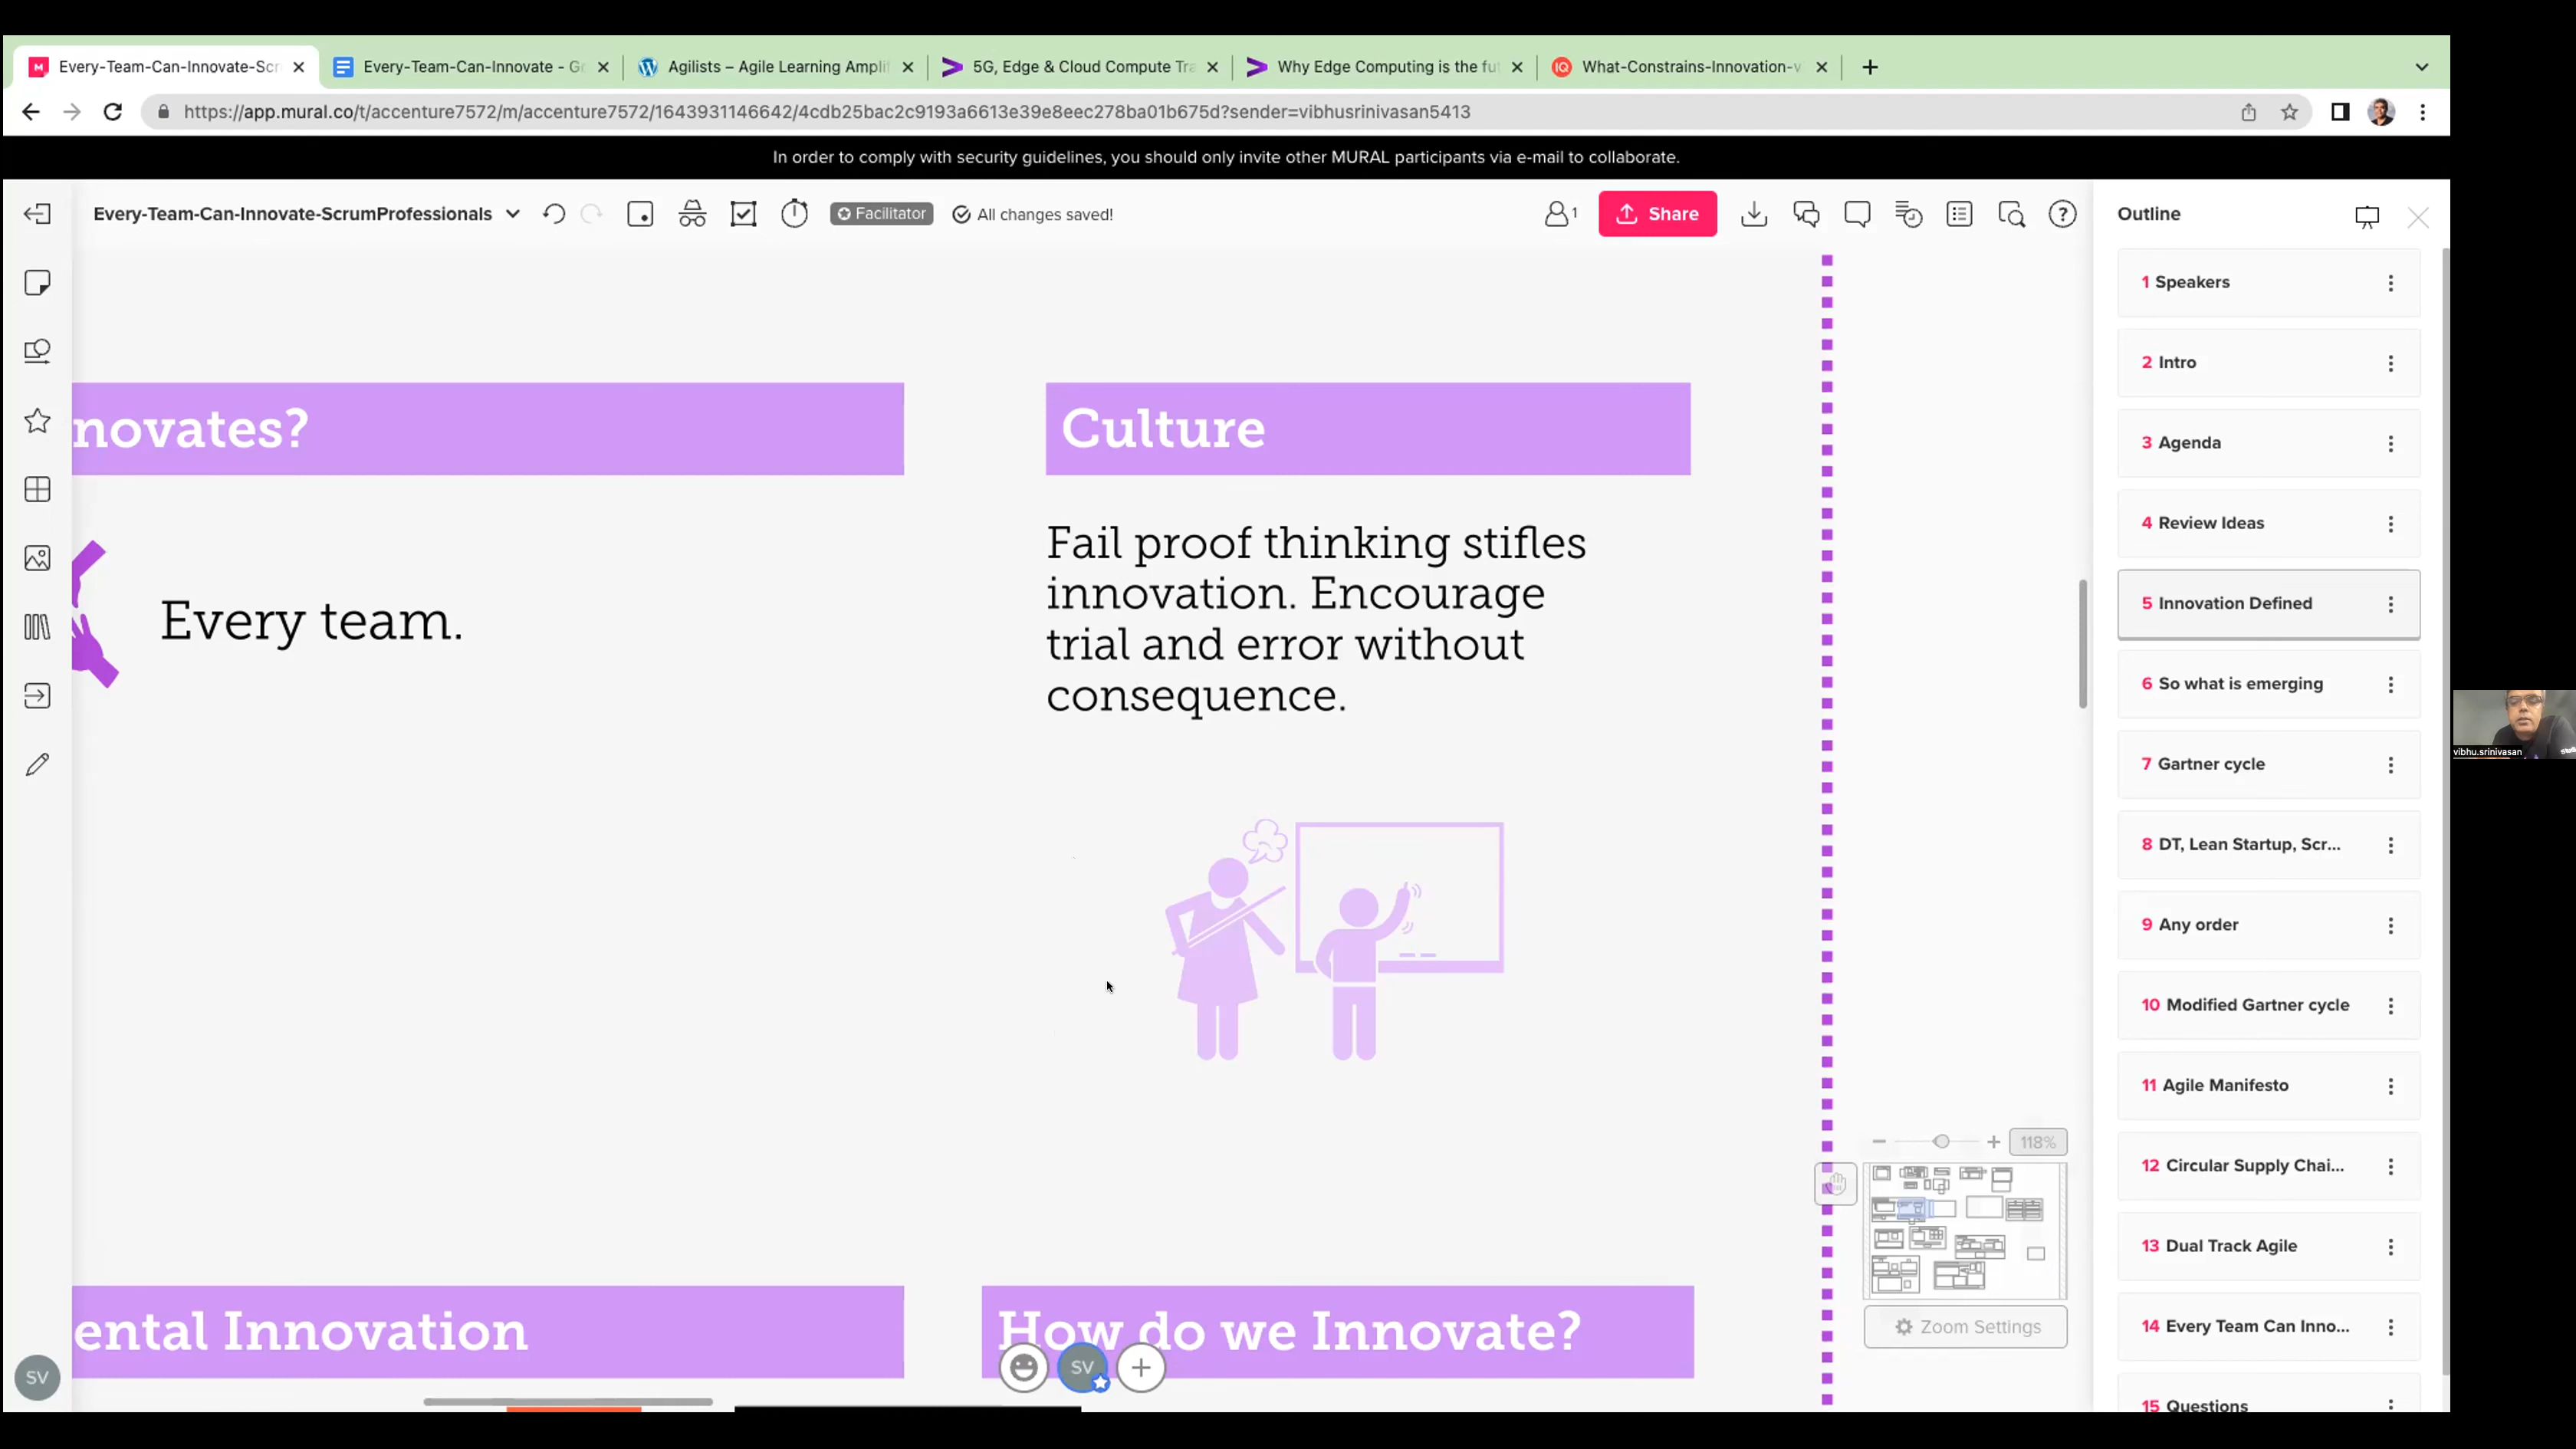 Every-Team-Can-Innovate-Scr
Every-Team-Can-Innovate - G
Agilists – Agile Learning Ampli
5G, Edge & Cloud Compute Tra
Why Edge Computing is the fut
What-Constrains-Innovation-v
https://app.mural.co/t/accenture7572/m/accenture7572/1643931146642/4cdb25bac2c9193a6613e39e8eec278ba01b675d?sender=vibhusrinivasan5413
In order to comply with security guidelines, you should only invite other MURAL participants via e-mail to collaborate.
Every-Team-Can-Innovate-ScrumProfessionals
Facilitator
All changes saved!
1
Share
Outline
novates?
Every team.
Culture
Fail proof thinking stifles
innovation. Encourage
trial and error without
consequence.
ental Innovation
How do we Innovate?
SV
SV
118%
Zoom Settings
1 Speakers
2 Intro
3 Agenda
4 Review Ideas
5 Innovation Defined
6 So what is emerging
7 Gartner cycle
8 DT, Lean Startup, Scr...
9 Any order
10 Modified Gartner cycle
11 Agile Manifesto
12 Circular Supply Chai...
13 Dual Track Agile
14 Every Team Can Inno...
15 Questions
vibhu.srinivasan